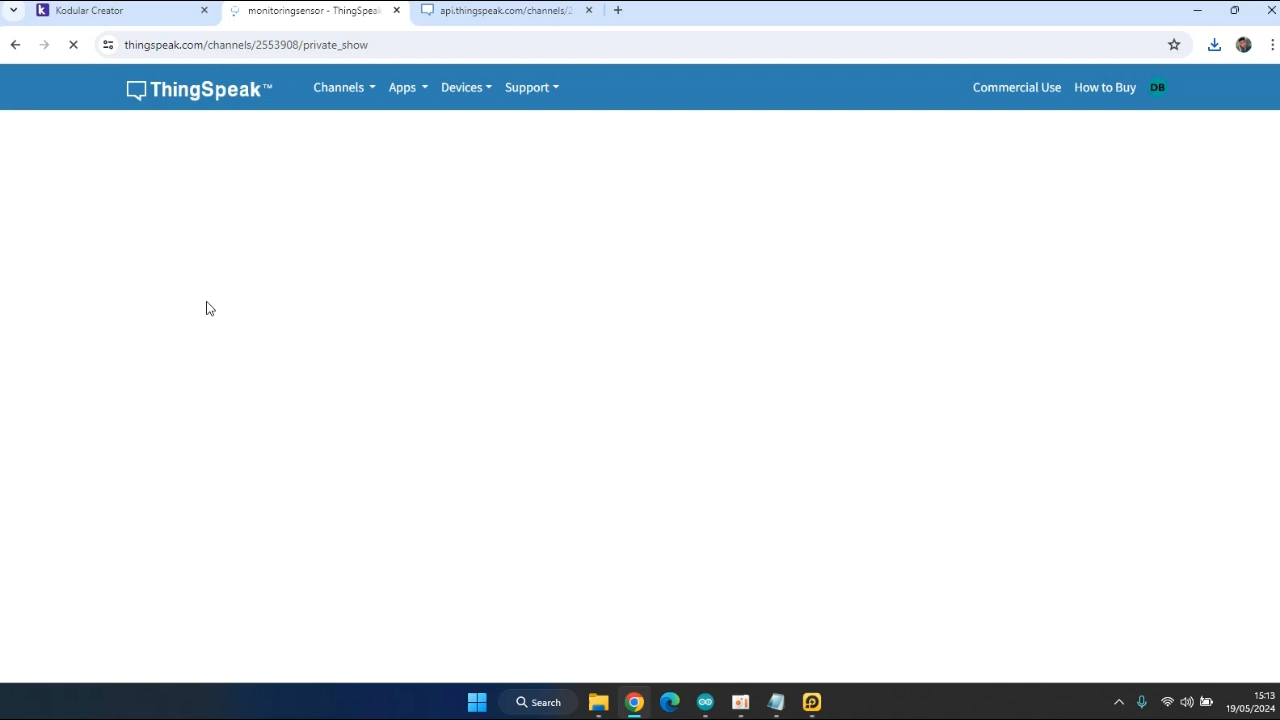 Kodular Creator
monitoringsensor - ThingSpeak
api.thingspeak.com/channels/2
thingspeak.com/channels/2553908/private_show
ThingSpeak™
Channels
Apps
Devices
Support
Commercial Use
How to Buy
DB
Search
15:13
19/05/2024